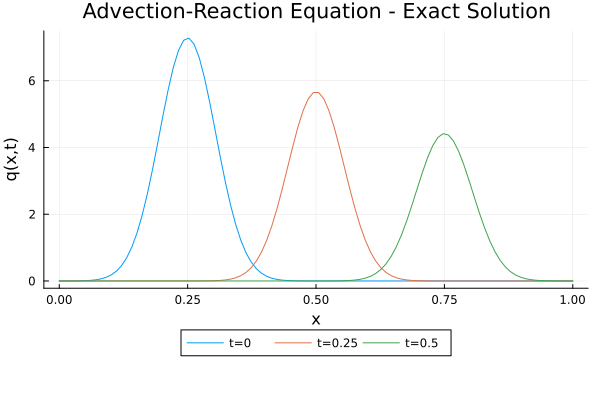 Advection-Reaction Equation - Exact Solution
q(x,t)
6
4
2
0
0.00 0.25 0.50 0.75 1.00
x
t=0 t=0.25 t=0.5